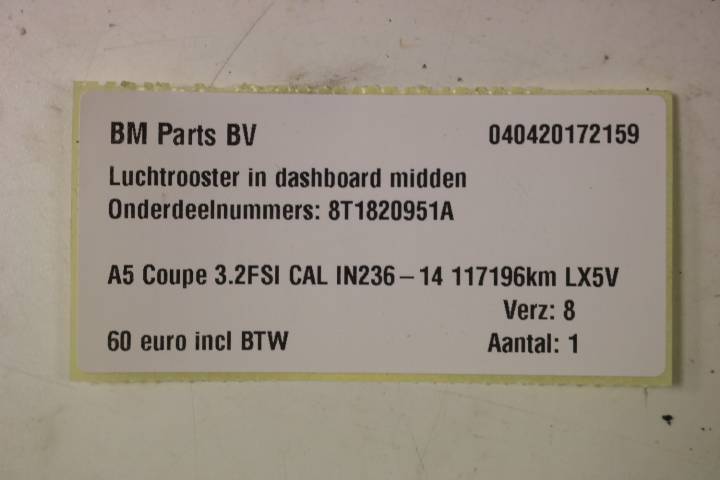 BM Parts BV 040420172159
Luchtrooster in dashboard midden
Onderdeelnummers: 8T1820951A
A5 Coupe 3.2FSI CAL IN236-14 117196km LX5V
Verz: 8
60 euro incl BTW Aantal: 1